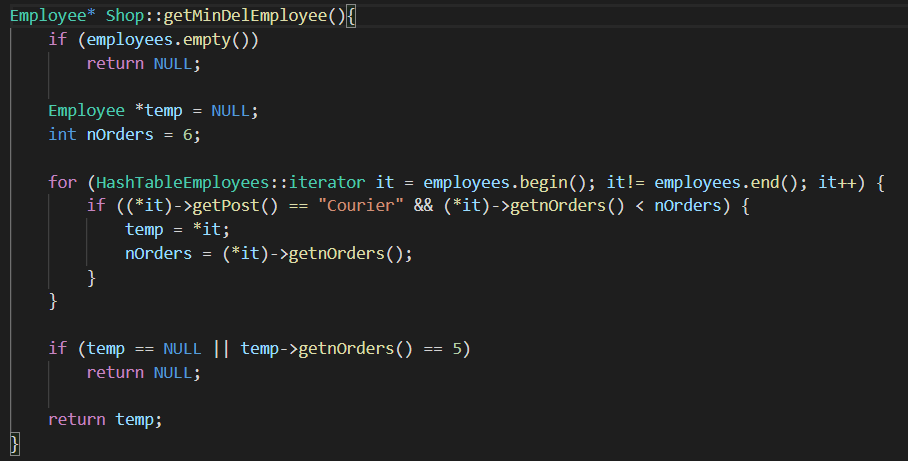 Employee* Shop::getMinDelEmployee(){
    if (employees.empty())
        return NULL;

    Employee *temp = NULL;
    int nOrders = 6;

    for (HashTableEmployees::iterator it = employees.begin(); it!= employees.end(); it++) {
        if ((*it)->getPost() == "Courier" && (*it)->getnOrders() < nOrders) {
            temp = *it;
            nOrders = (*it)->getnOrders();
        }
    }

    if (temp == NULL || temp->getnOrders() == 5)
        return NULL;

    return temp;
}